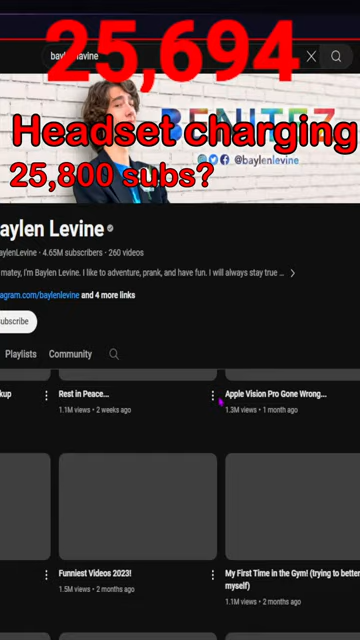 25,694
baylenlevine
BENITEZ
Headset charging
@baylenlevine
25,800 subs?
aylen Levine
aylenLevine · 4.65M subscribers · 260 videos
matey, I'm Baylen Levine. I like to adventure, prank, and have fun. I will always stay true ...
agram.com/baylenlevine and 4 more links
ubscribe
Playlists Community
kup
Rest in Peace...
Apple Vision Pro Gone Wrong...
1.1M views • 2 weeks ago
1.3M views • 1 month ago
Funniest Videos 2023!
My First Time in the Gym! (trying to better
myself)
1.5M views • 2 months ago
1.1M views • 2 months ago